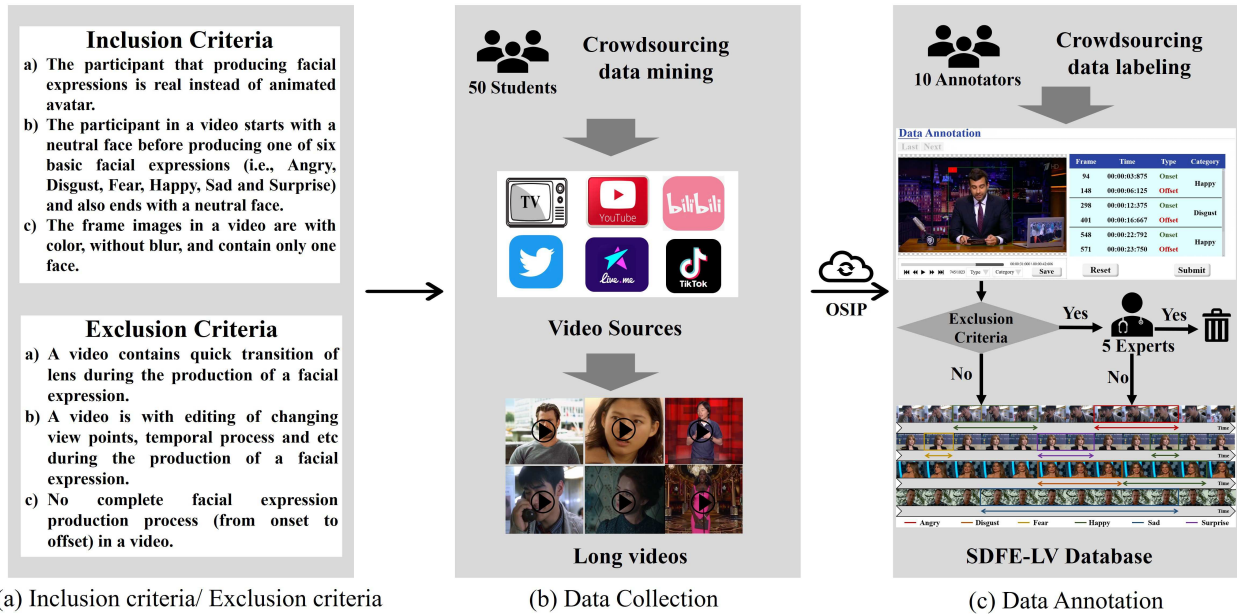 Inclusion Criteria
a) The participant that producing facial
expressions is real instead of animated
avatar.
b) The participant in a video starts with a
neutral face before producing one of six
basic facial expressions (i.e., Angry,
Disgust, Fear, Happy, Sad and Surprise)
and also ends with a neutral face.
c) The frame images in a video are with
color, without blur, and contain only one
face.
Exclusion Criteria
a) A video contains quick transition of
lens during the production of a facial
expression.
b) A video is with editing of changing
view points, temporal process and etc
during the production of a facial
expression.
c) No complete facial expression
production process (from onset to
offset) in a video.
(a) Inclusion criteria/ Exclusion criteria
50 Students
Crowdsourcing
data mining
TV
YouTube
bilibili
live.me
TikTok
Video Sources
Long videos
(b) Data Collection
OSIP
10 Annotators
Crowdsourcing
data labeling
Data Annotation
Last Next
Frame Time Type Category
94 00:00:03:875 Onset
Happy
148 00:00:06:125 Offset
298 00:00:12:375 Onset
Disgust
401 00:00:16:667 Offset
548 00:00:22:792 Onset
Happy
571 00:00:23:750 Offset
Type Category Save
Reset Submit
Exclusion
Criteria
Yes
5 Experts
Yes
No
No
Time
Time
Time
Time
Angry Disgust Fear Happy Sad Surprise
SDFE-LV Database
(c) Data Annotation